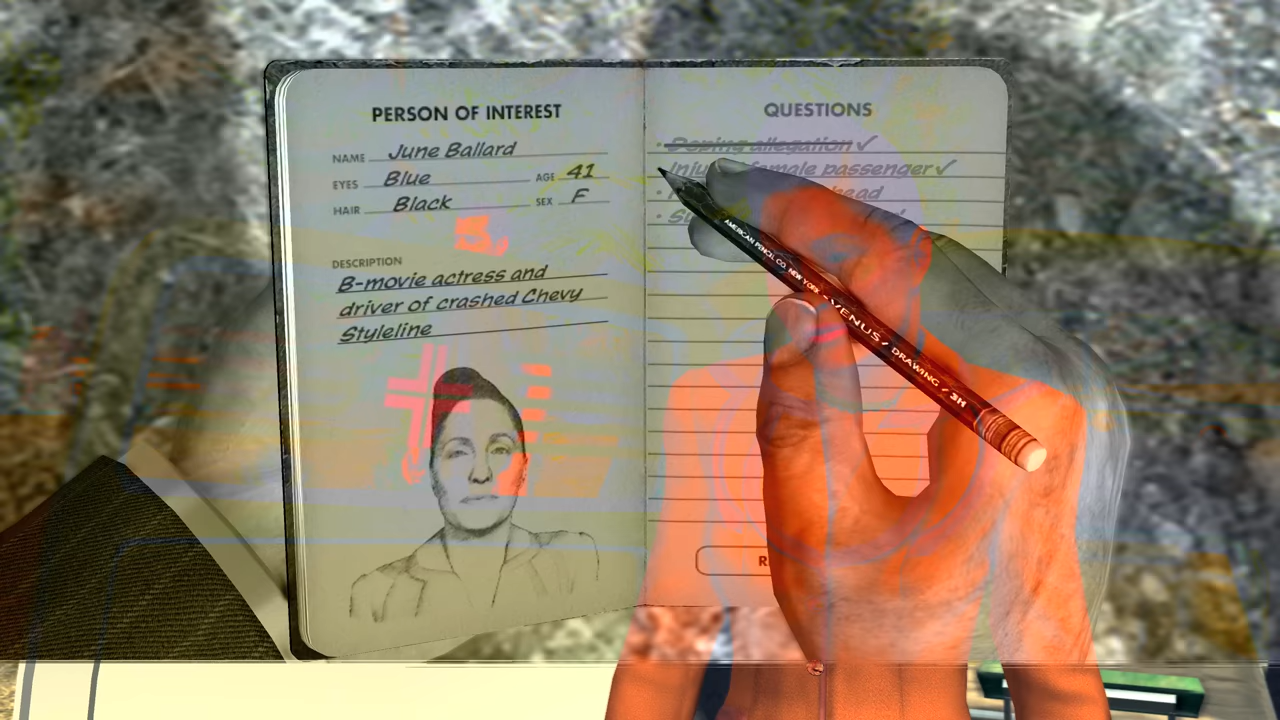 PERSON OF INTEREST
NAME June Ballard
EYES Blue AGE 41
HAIR Black SEX F
DESCRIPTION
B-movie actress and
driver of crashed Chevy
Styleline
QUESTIONS
• Doping allegation ✓
female passenger ✓
head
AMERICAN PENCIL CO. NEW YORK VENUS / DRAWING / 3H